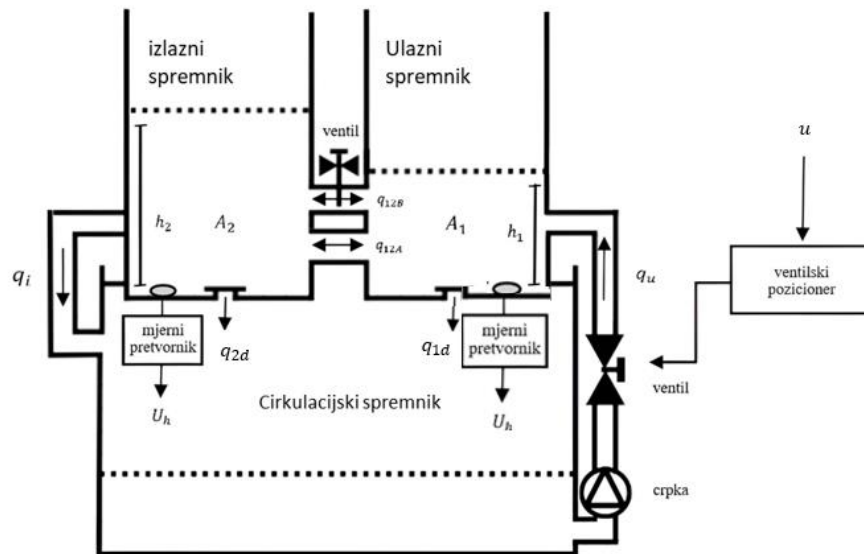 izlazni
spremnik
Ulazni
spremnik
ventil
u
q₁₂B
h₂
A₂
A₁
h₁
q₁₂A
qᵢ
qᵤ
ventilski
pozicioner
mjerni
pretvornik
q₂d
q₁d
mjerni
pretvornik
ventil
Uₕ
Cirkulacijski spremnik
Uₕ
crpka